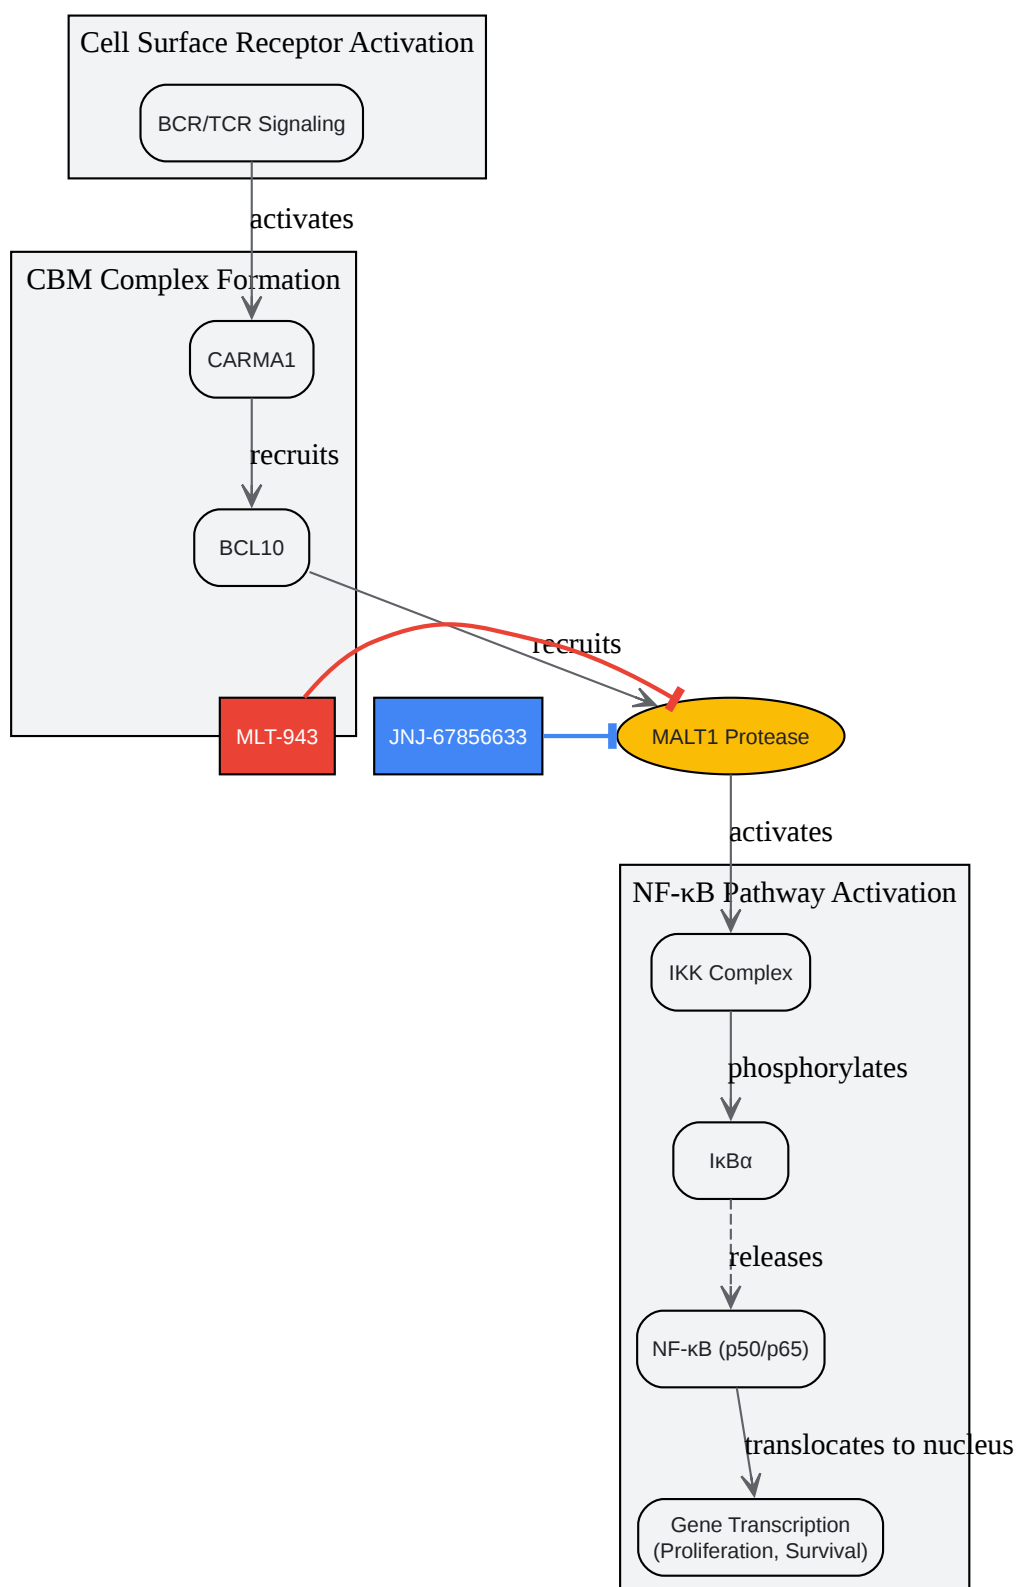 Cell Surface Receptor Activation
BCR/TCR Signaling
activates
CBM Complex Formation
CARMA1
recruits
BCL10
recruits
MLT-943
JNJ-67856633
MALT1 Protease
activates
NF-κB Pathway Activation
IKK Complex
phosphorylates
IκBα
releases
NF-κB (p50/p65)
translocates to nucleus
Gene Transcription
(Proliferation, Survival)